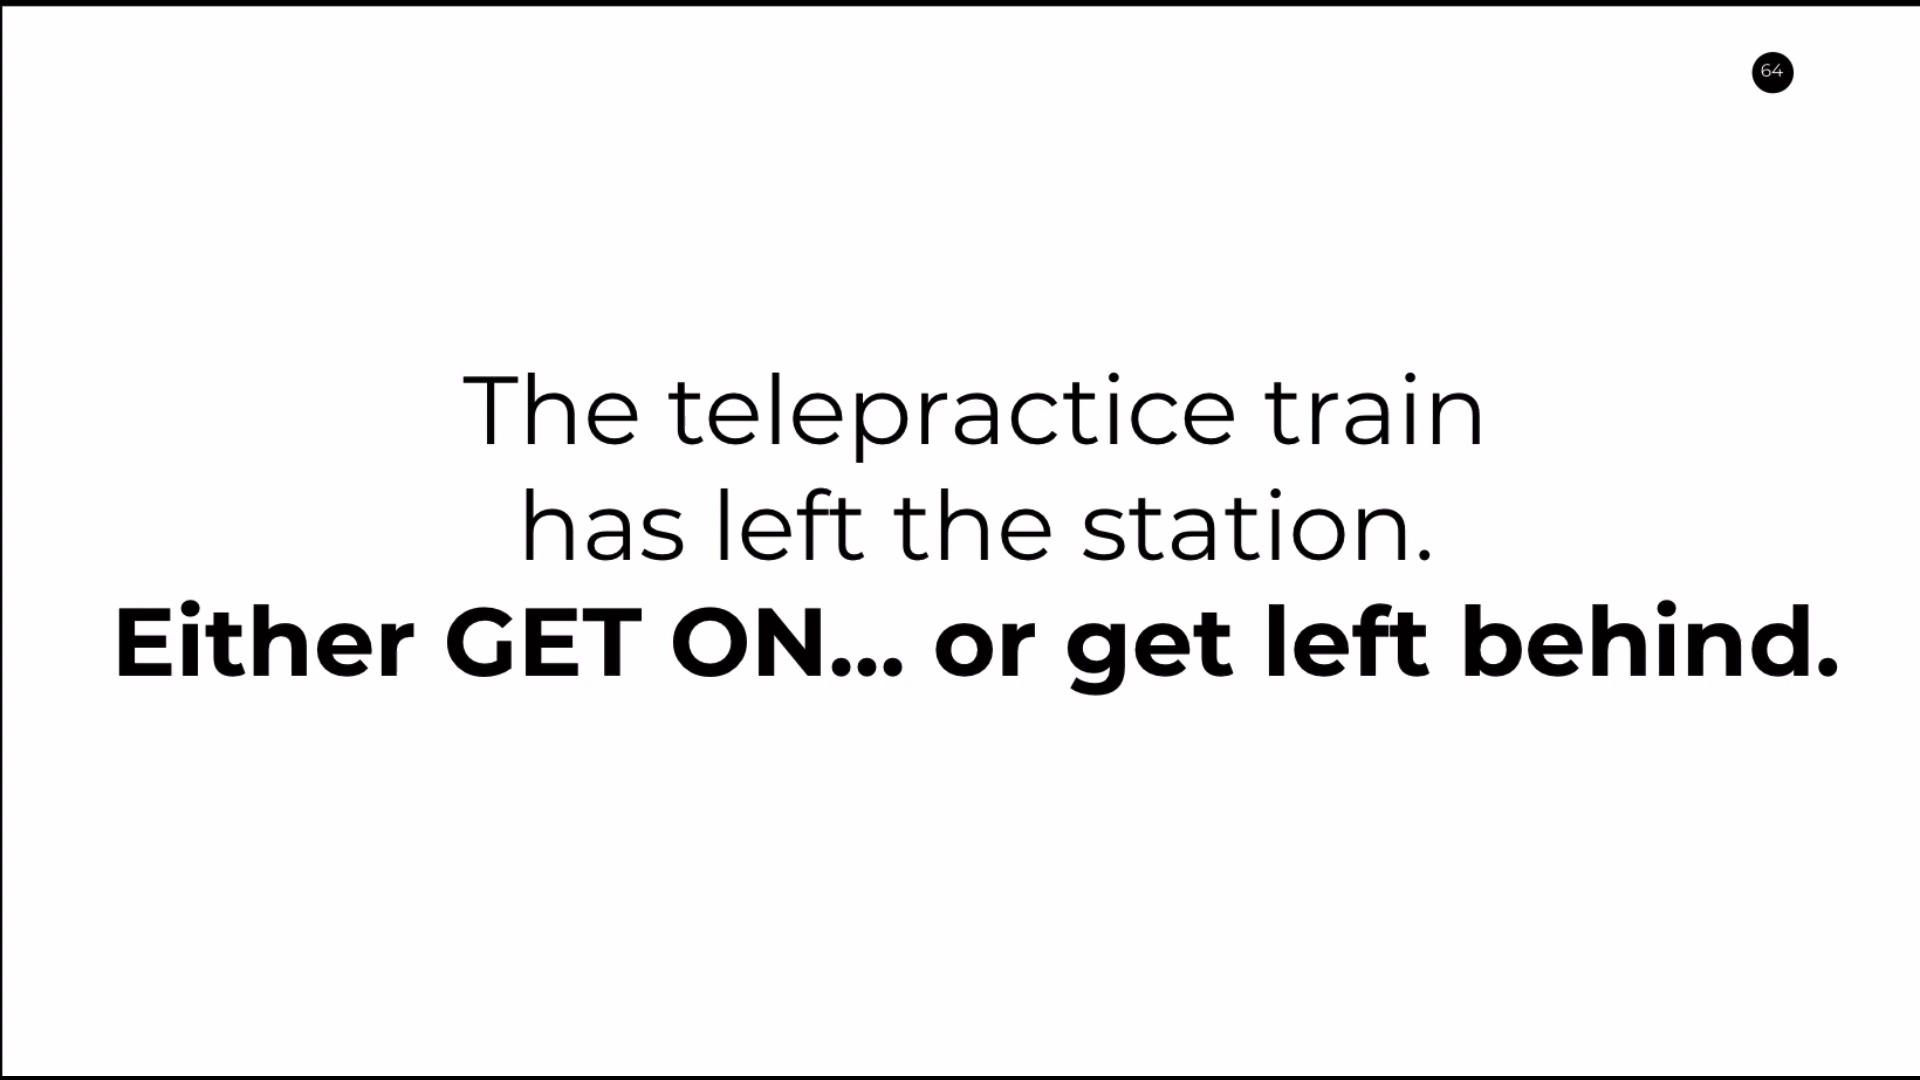 64
The telepractice train
has left the station.
Either GET ON... or get left behind.